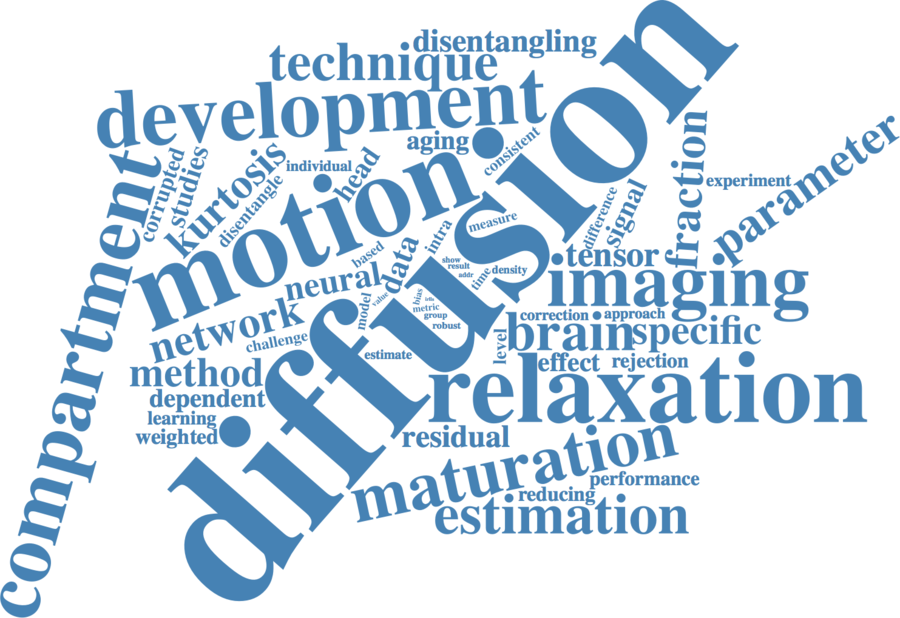 disentangling
technique
development
diffusion
aging
consistent
motion
compartment
corrupted
studies
kurtosis
disentangle
individual
head
fraction
parameter
experiment
signal
difference
measure
intra
data
based
neural
tensor
imaging
show
result
addr
time
density
bias
metric
group
robust
model
value
network
challenge
correction
approach
brain
specific
level
estimate
effect
rejection
method
dependent
learning
weighted
relaxation
residual
maturation
performance
reducing
estimation